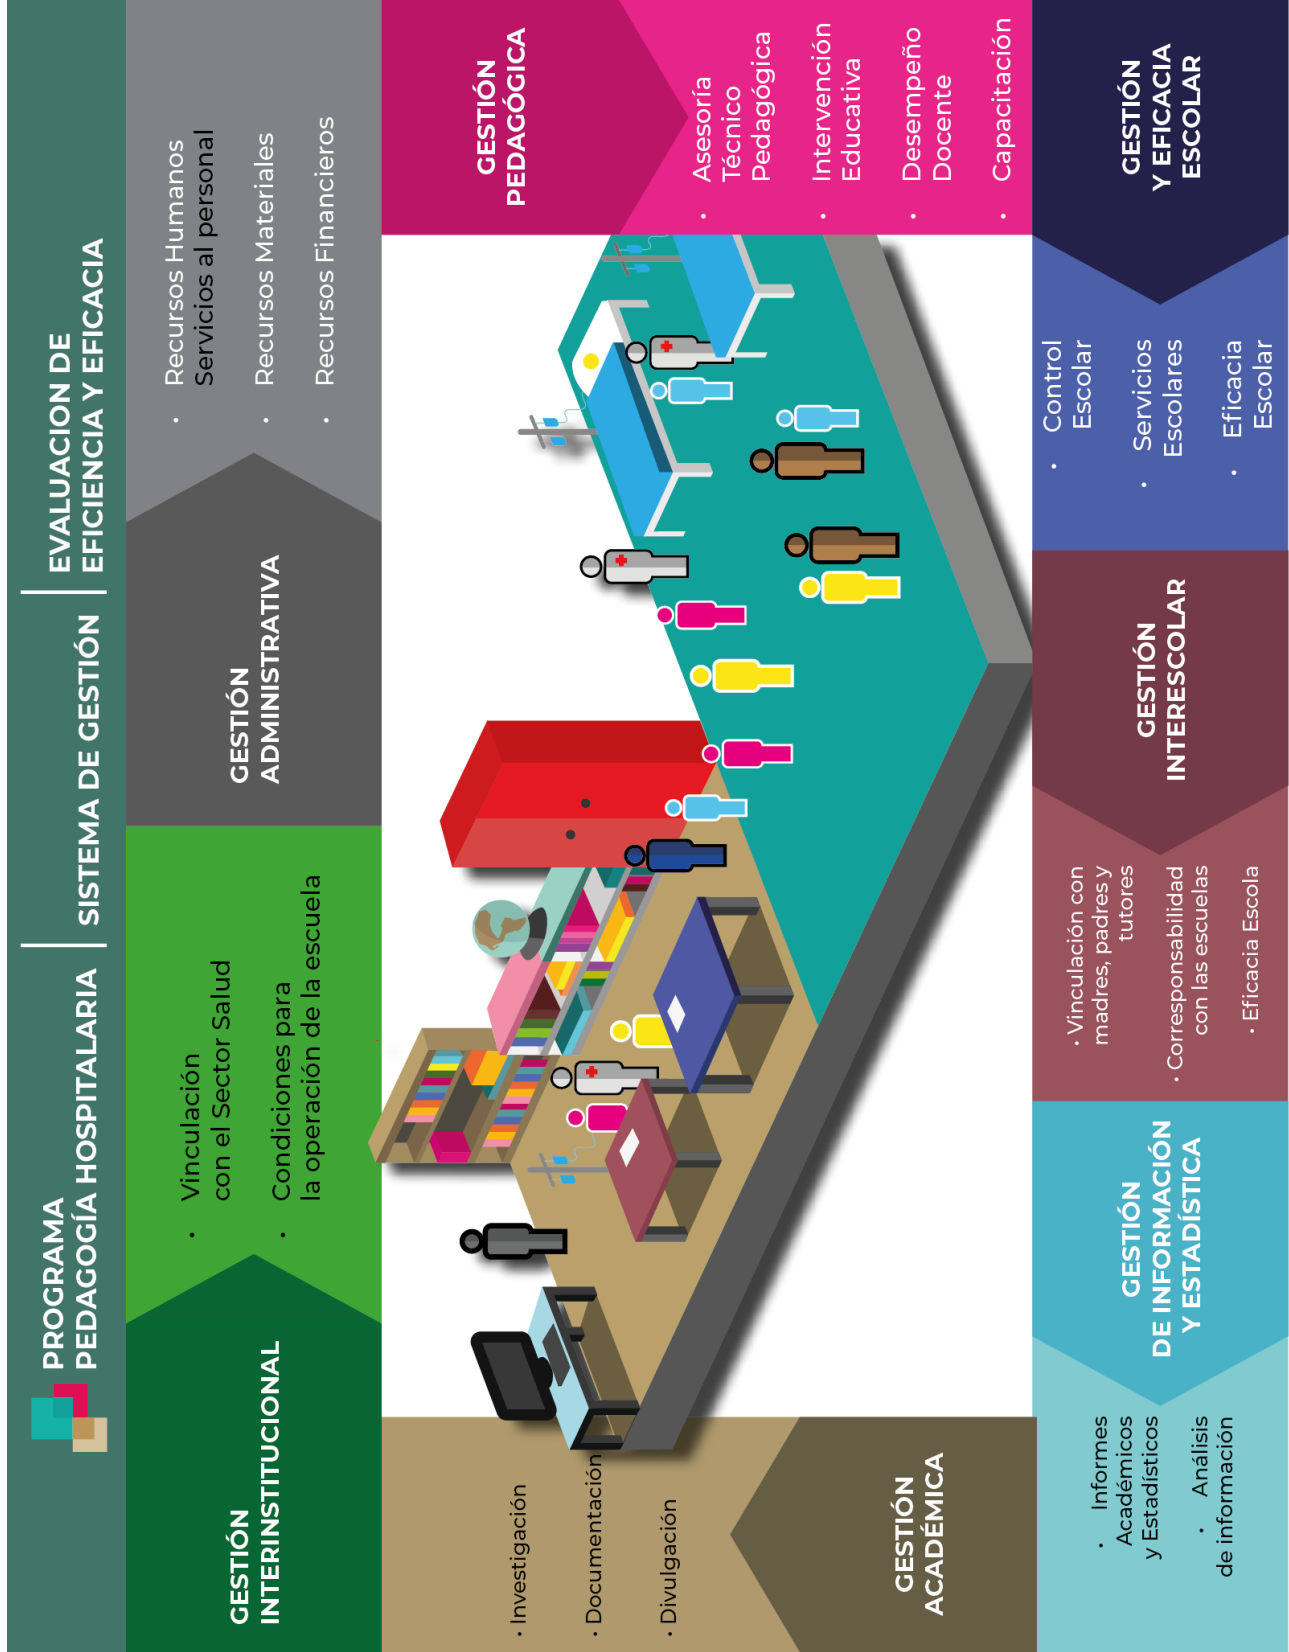 PROGRAMA
PEDAGOGÍA HOSPITALARIA
SISTEMA DE GESTIÓN
EVALUACION DE
EFICIENCIA Y EFICACIA
GESTIÓN
INTERINSTITUCIONAL
• Vinculación
con el Sector Salud
• Condiciones para
la operación de la escuela
GESTIÓN
ADMINISTRATIVA
• Recursos Humanos
Servicios al personal
• Recursos Materiales
• Recursos Financieros
GESTIÓN
PEDAGÓGICA
• Asesoría
Técnico
Pedagógica
• Intervención
Educativa
• Desempeño
Docente
• Capacitación
GESTIÓN
Y EFICACIA
ESCOLAR
• Control
Escolar
• Servicios
Escolares
• Eficacia
Escolar
GESTIÓN
INTERESCOLAR
• Vinculación con
madres, padres y
tutores
• Corresponsabilidad
con las escuelas
• Eficacia Escola
GESTIÓN
DE INFORMACIÓN
Y ESTADÍSTICA
• Informes
Académicos
y Estadísticos
• Análisis
de información
GESTIÓN
ACADÉMICA
• Investigación
• Documentación
• Divulgación